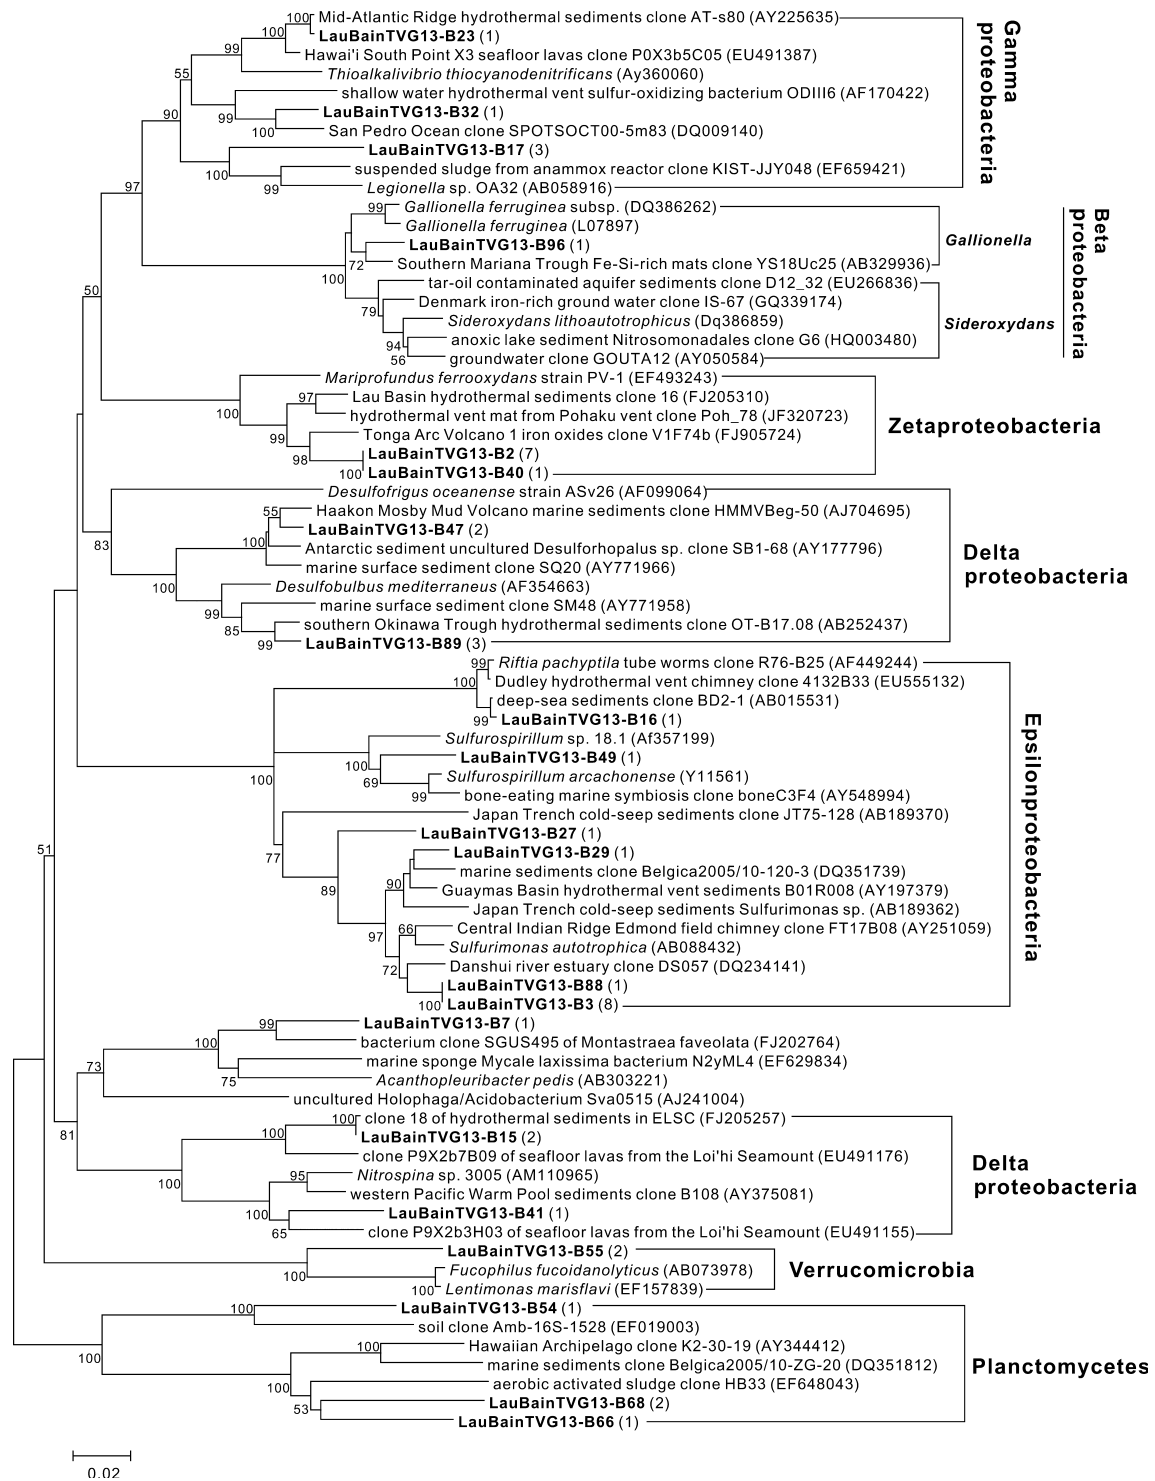 100 Mid-Atlantic Ridge hydrothermal sediments clone AT-s80 (AY225635)
100 LauBainTVG13-B23 (1)
99 Hawai'i South Point X3 seafloor lavas clone P0X3b5C05 (EU491387)
55 Thioalkalivibrio thiocyanodenitrificans (Ay360060)
shallow water hydrothermal vent sulfur-oxidizing bacterium ODIII6 (AF170422)
90 99 LauBainTVG13-B32 (1)
100 San Pedro Ocean clone SPOTSOCT00-5m83 (DQ009140)
LauBainTVG13-B17 (3)
100 suspended sludge from anammox reactor clone KIST-JJY048 (EF659421)
97 99 Legionella sp. OA32 (AB058916)
Gamma
proteobacteria
99 Gallionella ferruginea subsp. (DQ386262)
Gallionella ferruginea (L07897)
LauBainTVG13-B96 (1)
72 Southern Mariana Trough Fe-Si-rich mats clone YS18Uc25 (AB329936)
Gallionella
100 tar-oil contaminated aquifer sediments clone D12_32 (EU266836)
50 Denmark iron-rich ground water clone IS-67 (GQ339174)
79 Sideroxydans lithoautotrophicus (Dq386859)
94 anoxic lake sediment Nitrosomonadales clone G6 (HQ003480)
56 groundwater clone GOUTA12 (AY050584)
Sideroxydans
Beta
proteobacteria
Mariprofundus ferrooxydans strain PV-1 (EF493243)
97 Lau Basin hydrothermal sediments clone 16 (FJ205310)
100 hydrothermal vent mat from Pohaku vent clone Poh_78 (JF320723)
99 Tonga Arc Volcano 1 iron oxides clone V1F74b (FJ905724)
98 LauBainTVG13-B2 (7)
100 LauBainTVG13-B40 (1)
Zetaproteobacteria
Desulfofrigus oceanense strain ASv26 (AF099064)
55 Haakon Mosby Mud Volcano marine sediments clone HMMVBeg-50 (AJ704695)
LauBainTVG13-B47 (2)
83 100 Antarctic sediment uncultured Desulforhopalus sp. clone SB1-68 (AY177796)
marine surface sediment clone SQ20 (AY771966)
100 Desulfobulbus mediterraneus (AF354663)
99 marine surface sediment clone SM48 (AY771958)
85 southern Okinawa Trough hydrothermal sediments clone OT-B17.08 (AB252437)
99 LauBainTVG13-B89 (3)
Delta
proteobacteria
99 Riftia pachyptila tube worms clone R76-B25 (AF449244)
100 Dudley hydrothermal vent chimney clone 4132B33 (EU555132)
deep-sea sediments clone BD2-1 (AB015531)
99 LauBainTVG13-B16 (1)
Sulfurospirillum sp. 18.1 (Af357199)
100 LauBainTVG13-B49 (1)
100 69 Sulfurospirillum arcachonense (Y11561)
99 bone-eating marine symbiosis clone boneC3F4 (AY548994)
Japan Trench cold-seep sediments clone JT75-128 (AB189370)
LauBainTVG13-B27 (1)
51 77 LauBainTVG13-B29 (1)
marine sediments clone Belgica2005/10-120-3 (DQ351739)
89 90 Guaymas Basin hydrothermal vent sediments B01R008 (AY197379)
Japan Trench cold-seep sediments Sulfurimonas sp. (AB189362)
97 66 Central Indian Ridge Edmond field chimney clone FT17B08 (AY251059)
Sulfurimonas autotrophica (AB088432)
72 Danshui river estuary clone DS057 (DQ234141)
LauBainTVG13-B88 (1)
100 LauBainTVG13-B3 (8)
Epsilonproteobacteria
99 LauBainTVG13-B7 (1)
100 bacterium clone SGUS495 of Montastraea faveolata (FJ202764)
73 marine sponge Mycale laxissima bacterium N2yML4 (EF629834)
75 Acanthopleuribacter pedis (AB303221)
uncultured Holophaga/Acidobacterium Sva0515 (AJ241004)
100 clone 18 of hydrothermal sediments in ELSC (FJ205257)
81 100 LauBainTVG13-B15 (2)
clone P9X2b7B09 of seafloor lavas from the Loi'hi Seamount (EU491176)
100 95 Nitrospina sp. 3005 (AM110965)
western Pacific Warm Pool sediments clone B108 (AY375081)
100 LauBainTVG13-B41 (1)
65 clone P9X2b3H03 of seafloor lavas from the Loi'hi Seamount (EU491155)
Delta
proteobacteria
LauBainTVG13-B55 (2)
100 Fucophilus fucoidanolyticus (AB073978)
100 Lentimonas marisflavi (EF157839)
Verrucomicrobia
100 LauBainTVG13-B54 (1)
soil clone Amb-16S-1528 (EF019003)
100 100 Hawaiian Archipelago clone K2-30-19 (AY344412)
marine sediments clone Belgica2005/10-ZG-20 (DQ351812)
100 aerobic activated sludge clone HB33 (EF648043)
53 LauBainTVG13-B68 (2)
LauBainTVG13-B66 (1)
Planctomycetes
0.02